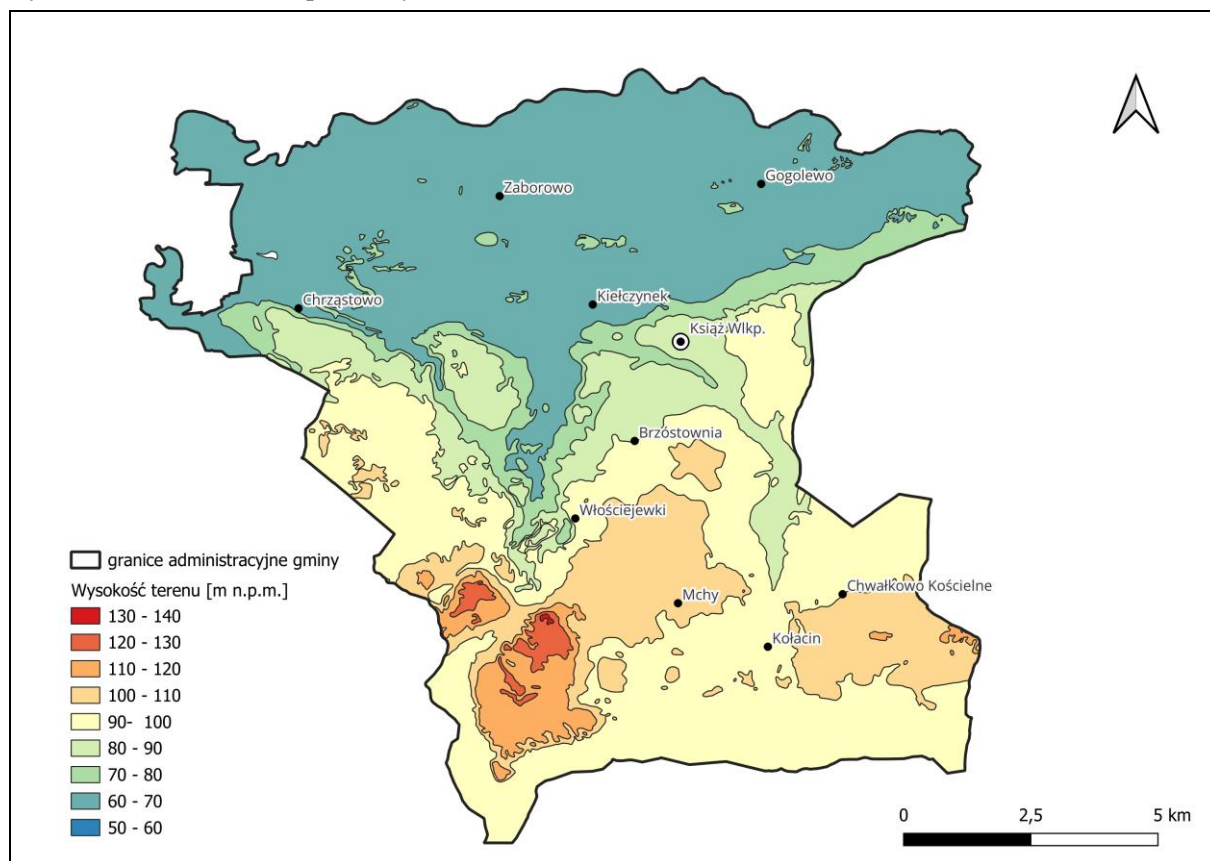 Gogolewo
Zaborowo
Chrząstowo
Kiełczynek
Książ Wlkp.
Brzóstownia
Włościejewki
Chwałkowo Kościelne
Mchy
Kołacin
granice administracyjne gminy
Wysokość terenu [m n.p.m.]
130 - 140
120 - 130
110 - 120
100 - 110
90- 100
80 - 90
70 - 80
60 - 70
50 - 60
0 2,5 5 km